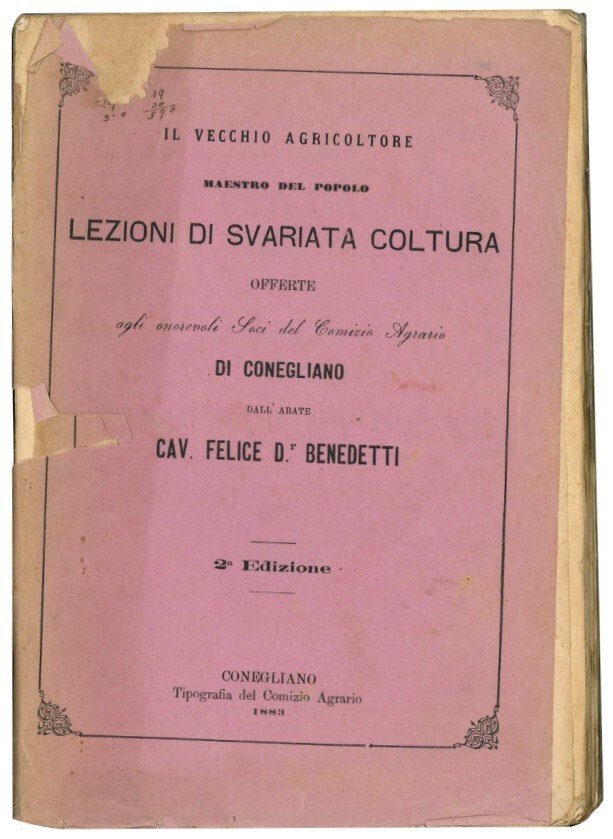 19
IL VECCHIO AGRICOLTORE
MAESTRO DEL POPOLO
LEZIONI DI SVARIATA COLTURA
OFFERTE
agli onorevoli Soci del Comizio Agrario
DI CONEGLIANO
DALL' ABATE
CAV. FELICE D.r BENEDETTI
2a Edizione
CONEGLIANO
Tipografia del Comizio Agrario
1883